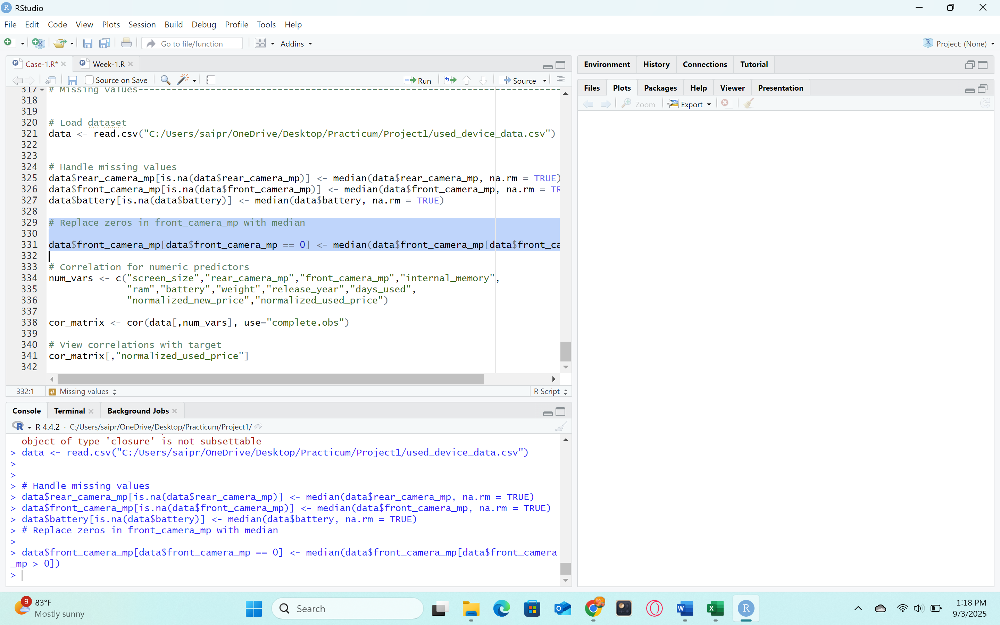 RStudio
File Edit Code View Plots Session Build Debug Profile Tools Help
Go to file/function Addins Project: (None)
Case-1.R* Week-1.R
Source on Save Run Source
317 # Missing values--------------------------------------------------------------------------------
318
319
320 # Load dataset
321 data <- read.csv("C:/Users/saipr/OneDrive/Desktop/Practicum/Project1/used_device_data.csv")
322
323
324 # Handle missing values
325 data$rear_camera_mp[is.na(data$rear_camera_mp)] <- median(data$rear_camera_mp, na.rm = TRUE)
326 data$front_camera_mp[is.na(data$front_camera_mp)] <- median(data$front_camera_mp, na.rm = TR
327 data$battery[is.na(data$battery)] <- median(data$battery, na.rm = TRUE)
328
329 # Replace zeros in front_camera_mp with median
330
331 data$front_camera_mp[data$front_camera_mp == 0] <- median(data$front_camera_mp[data$front_ca
332
333 # Correlation for numeric predictors
334 num_vars <- c("screen_size","rear_camera_mp","front_camera_mp","internal_memory",
335 "ram","battery","weight","release_year","days_used",
336 "normalized_new_price","normalized_used_price")
337
338 cor_matrix <- cor(data[,num_vars], use="complete.obs")
339
340 # View correlations with target
341 cor_matrix[,"normalized_used_price"]
342
332:1 # Missing values R Script
Console Terminal Background Jobs
R R 4.4.2 · C:/Users/saipr/OneDrive/Desktop/Practicum/Project1/
object of type 'closure' is not subsettable
> data <- read.csv("C:/Users/saipr/OneDrive/Desktop/Practicum/Project1/used_device_data.csv")
>
>
> # Handle missing values
> data$rear_camera_mp[is.na(data$rear_camera_mp)] <- median(data$rear_camera_mp, na.rm = TRUE)
> data$front_camera_mp[is.na(data$front_camera_mp)] <- median(data$front_camera_mp, na.rm = TRUE)
> data$battery[is.na(data$battery)] <- median(data$battery, na.rm = TRUE)
> # Replace zeros in front_camera_mp with median
>
> data$front_camera_mp[data$front_camera_mp == 0] <- median(data$front_camera_mp[data$front_camera
_mp > 0])
>
Environment History Connections Tutorial
Files Plots Packages Help Viewer Presentation
Zoom Export
9 83°F
Mostly sunny
Search
1:18 PM
9/3/2025